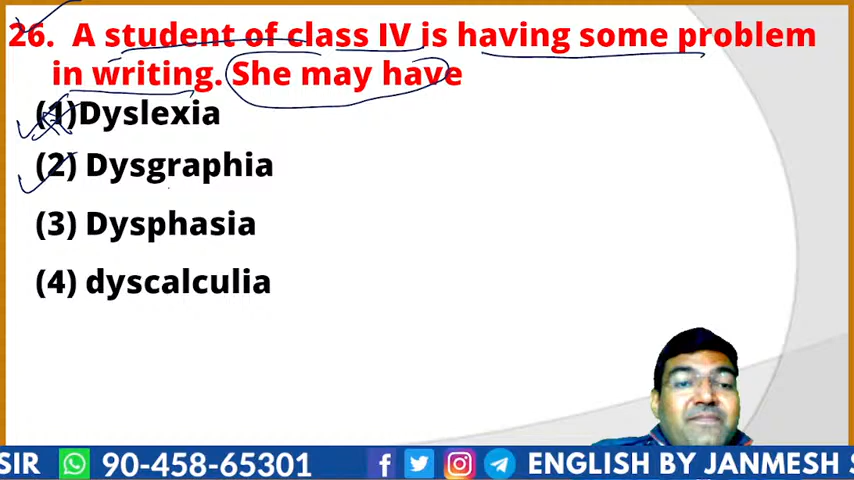 26. A student of class IV is having some problem
in writing. She may have
(1)Dyslexia
(2) Dysgraphia
(3) Dysphasia
(4) dyscalculia
SIR 90-458-65301 ENGLISH BY JANMESH S